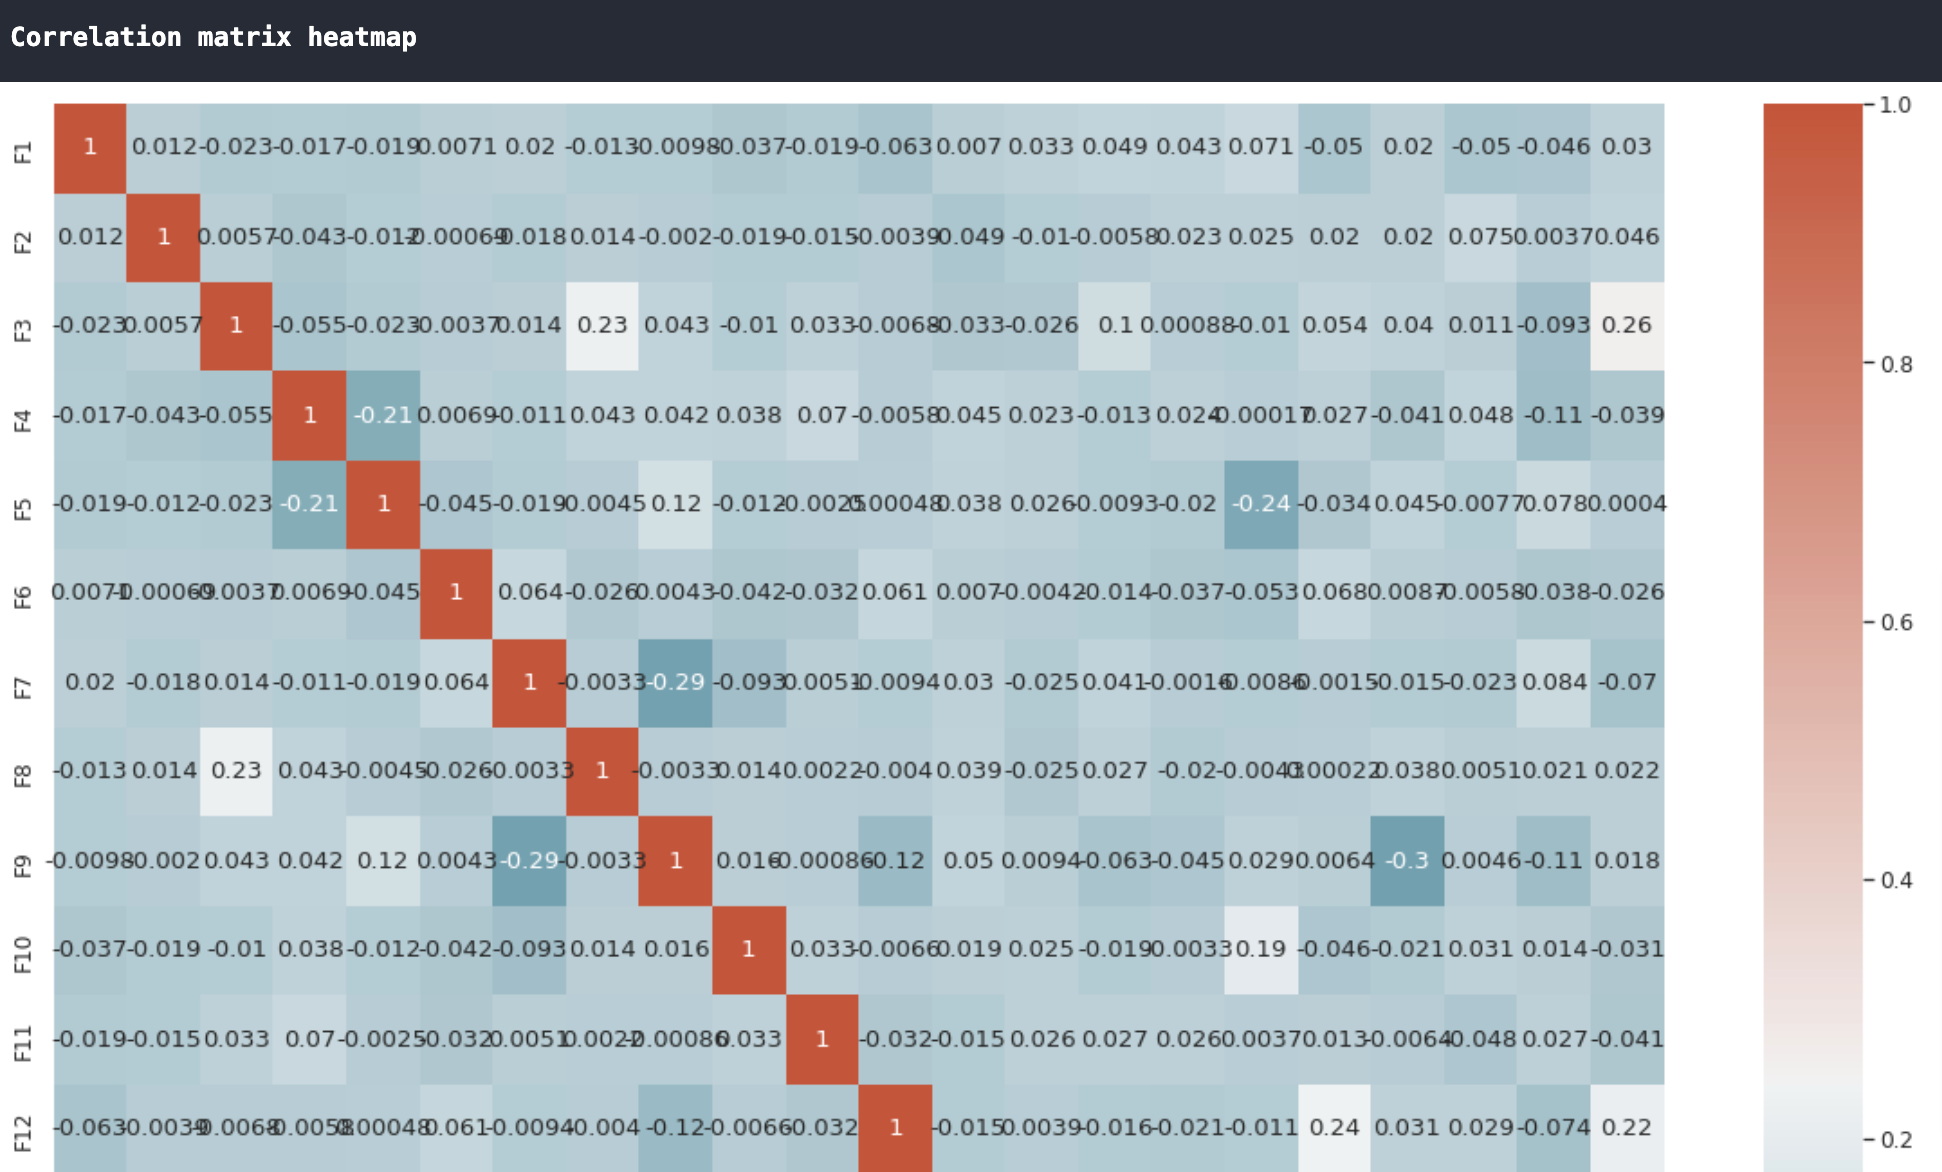 Correlation matrix heatmap
F1 1 0.012 -0.023 -0.017 -0.019 0.0071 0.02 -0.013 -0.0098 -0.037 -0.019 -0.063 0.007 0.033 0.049 0.043 0.071 -0.05 0.02 -0.05 -0.046 0.03
F2 0.012 1 0.0057 -0.043 -0.012 -0.00069 -0.018 0.014 -0.002 -0.019 -0.015 -0.0039 -0.049 -0.01 -0.0058 0.023 0.025 0.02 0.02 0.075 0.0037 0.046
F3 -0.023 0.0057 1 -0.055 -0.023 -0.0037 0.014 0.23 0.043 -0.01 0.033 -0.0068 -0.033 -0.026 0.1 0.00088 -0.01 0.054 0.04 0.011 -0.093 0.26
F4 -0.017 -0.043 -0.055 1 -0.21 0.0069 -0.011 0.043 0.042 0.038 0.07 -0.0058 0.045 0.023 -0.013 0.024 -0.00017 0.027 -0.041 0.048 -0.11 -0.039
F5 -0.019 -0.012 -0.023 -0.21 1 -0.045 -0.019 -0.0045 0.12 -0.012 -0.0025 0.00048 0.038 0.026 -0.0093 -0.02 -0.24 -0.034 0.045 -0.0077 0.078 0.0004
F6 0.0071 -0.00069 -0.0037 0.0069 -0.045 1 0.064 -0.026 0.0043 -0.042 -0.032 0.061 0.007 -0.0042 -0.014 -0.037 -0.053 0.068 0.0087 -0.0058 -0.038 -0.026
F7 0.02 -0.018 0.014 -0.011 -0.019 0.064 1 -0.0033 -0.29 -0.093 0.0051 -0.0094 0.03 -0.025 0.041 -0.0016 -0.0086 0.0015 -0.015 -0.023 0.084 -0.07
F8 -0.013 0.014 0.23 0.043 -0.0045 -0.026 -0.0033 1 -0.0033 0.014 0.0022 -0.004 0.039 -0.025 0.027 -0.02 -0.0043 0.00022 0.038 0.0051 0.021 0.022
F9 -0.0098 -0.002 0.043 0.042 0.12 0.0043 -0.29 -0.0033 1 0.016 -0.00086 -0.12 0.05 0.0094 -0.063 -0.045 0.029 0.0064 -0.3 0.0046 -0.11 0.018
F10 -0.037 -0.019 -0.01 0.038 -0.012 -0.042 -0.093 0.014 0.016 1 0.033 -0.0066 0.019 0.025 -0.019 0.0033 0.19 -0.046 -0.021 0.031 0.014 -0.031
F11 -0.019 -0.015 0.033 0.07 -0.0025 -0.032 0.0051 0.0022 -0.00086 0.033 1 -0.032 -0.015 0.026 0.027 0.026 0.0037 0.013 -0.0064 -0.048 0.027 -0.041
F12 -0.063 -0.0039 -0.0068 -0.0058 0.00048 0.061 -0.0094 -0.004 -0.12 -0.0066 -0.032 1 -0.015 0.0039 -0.016 -0.021 -0.011 0.24 0.031 0.029 -0.074 0.22
1.0
0.8
0.6
0.4
0.2